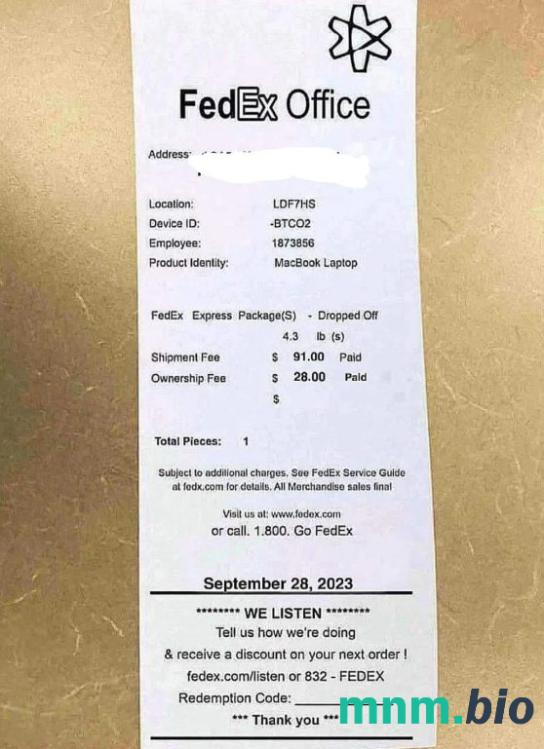 FedEx Office
Address:
Location: LDF7HS
Device ID: -BTCO2
Employee: 1873856
Product Identity: MacBook Laptop
FedEx Express Package(S) - Dropped Off
4.3 lb (s)
Shipment Fee $ 91.00 Paid
Ownership Fee $ 28.00 Paid
$
Total Pieces: 1
Subject to additional charges. See FedEx Service Guide
at fedx.com for details. All Merchandise sales final
Visit us at: www.fedex.com
or call. 1.800. Go FedEx
September 28, 2023
******** WE LISTEN ********
Tell us how we're doing
& receive a discount on your next order !
fedex.com/listen or 832 - FEDEX
Redemption Code: ____________
*** Thank you ***
mnm.bio